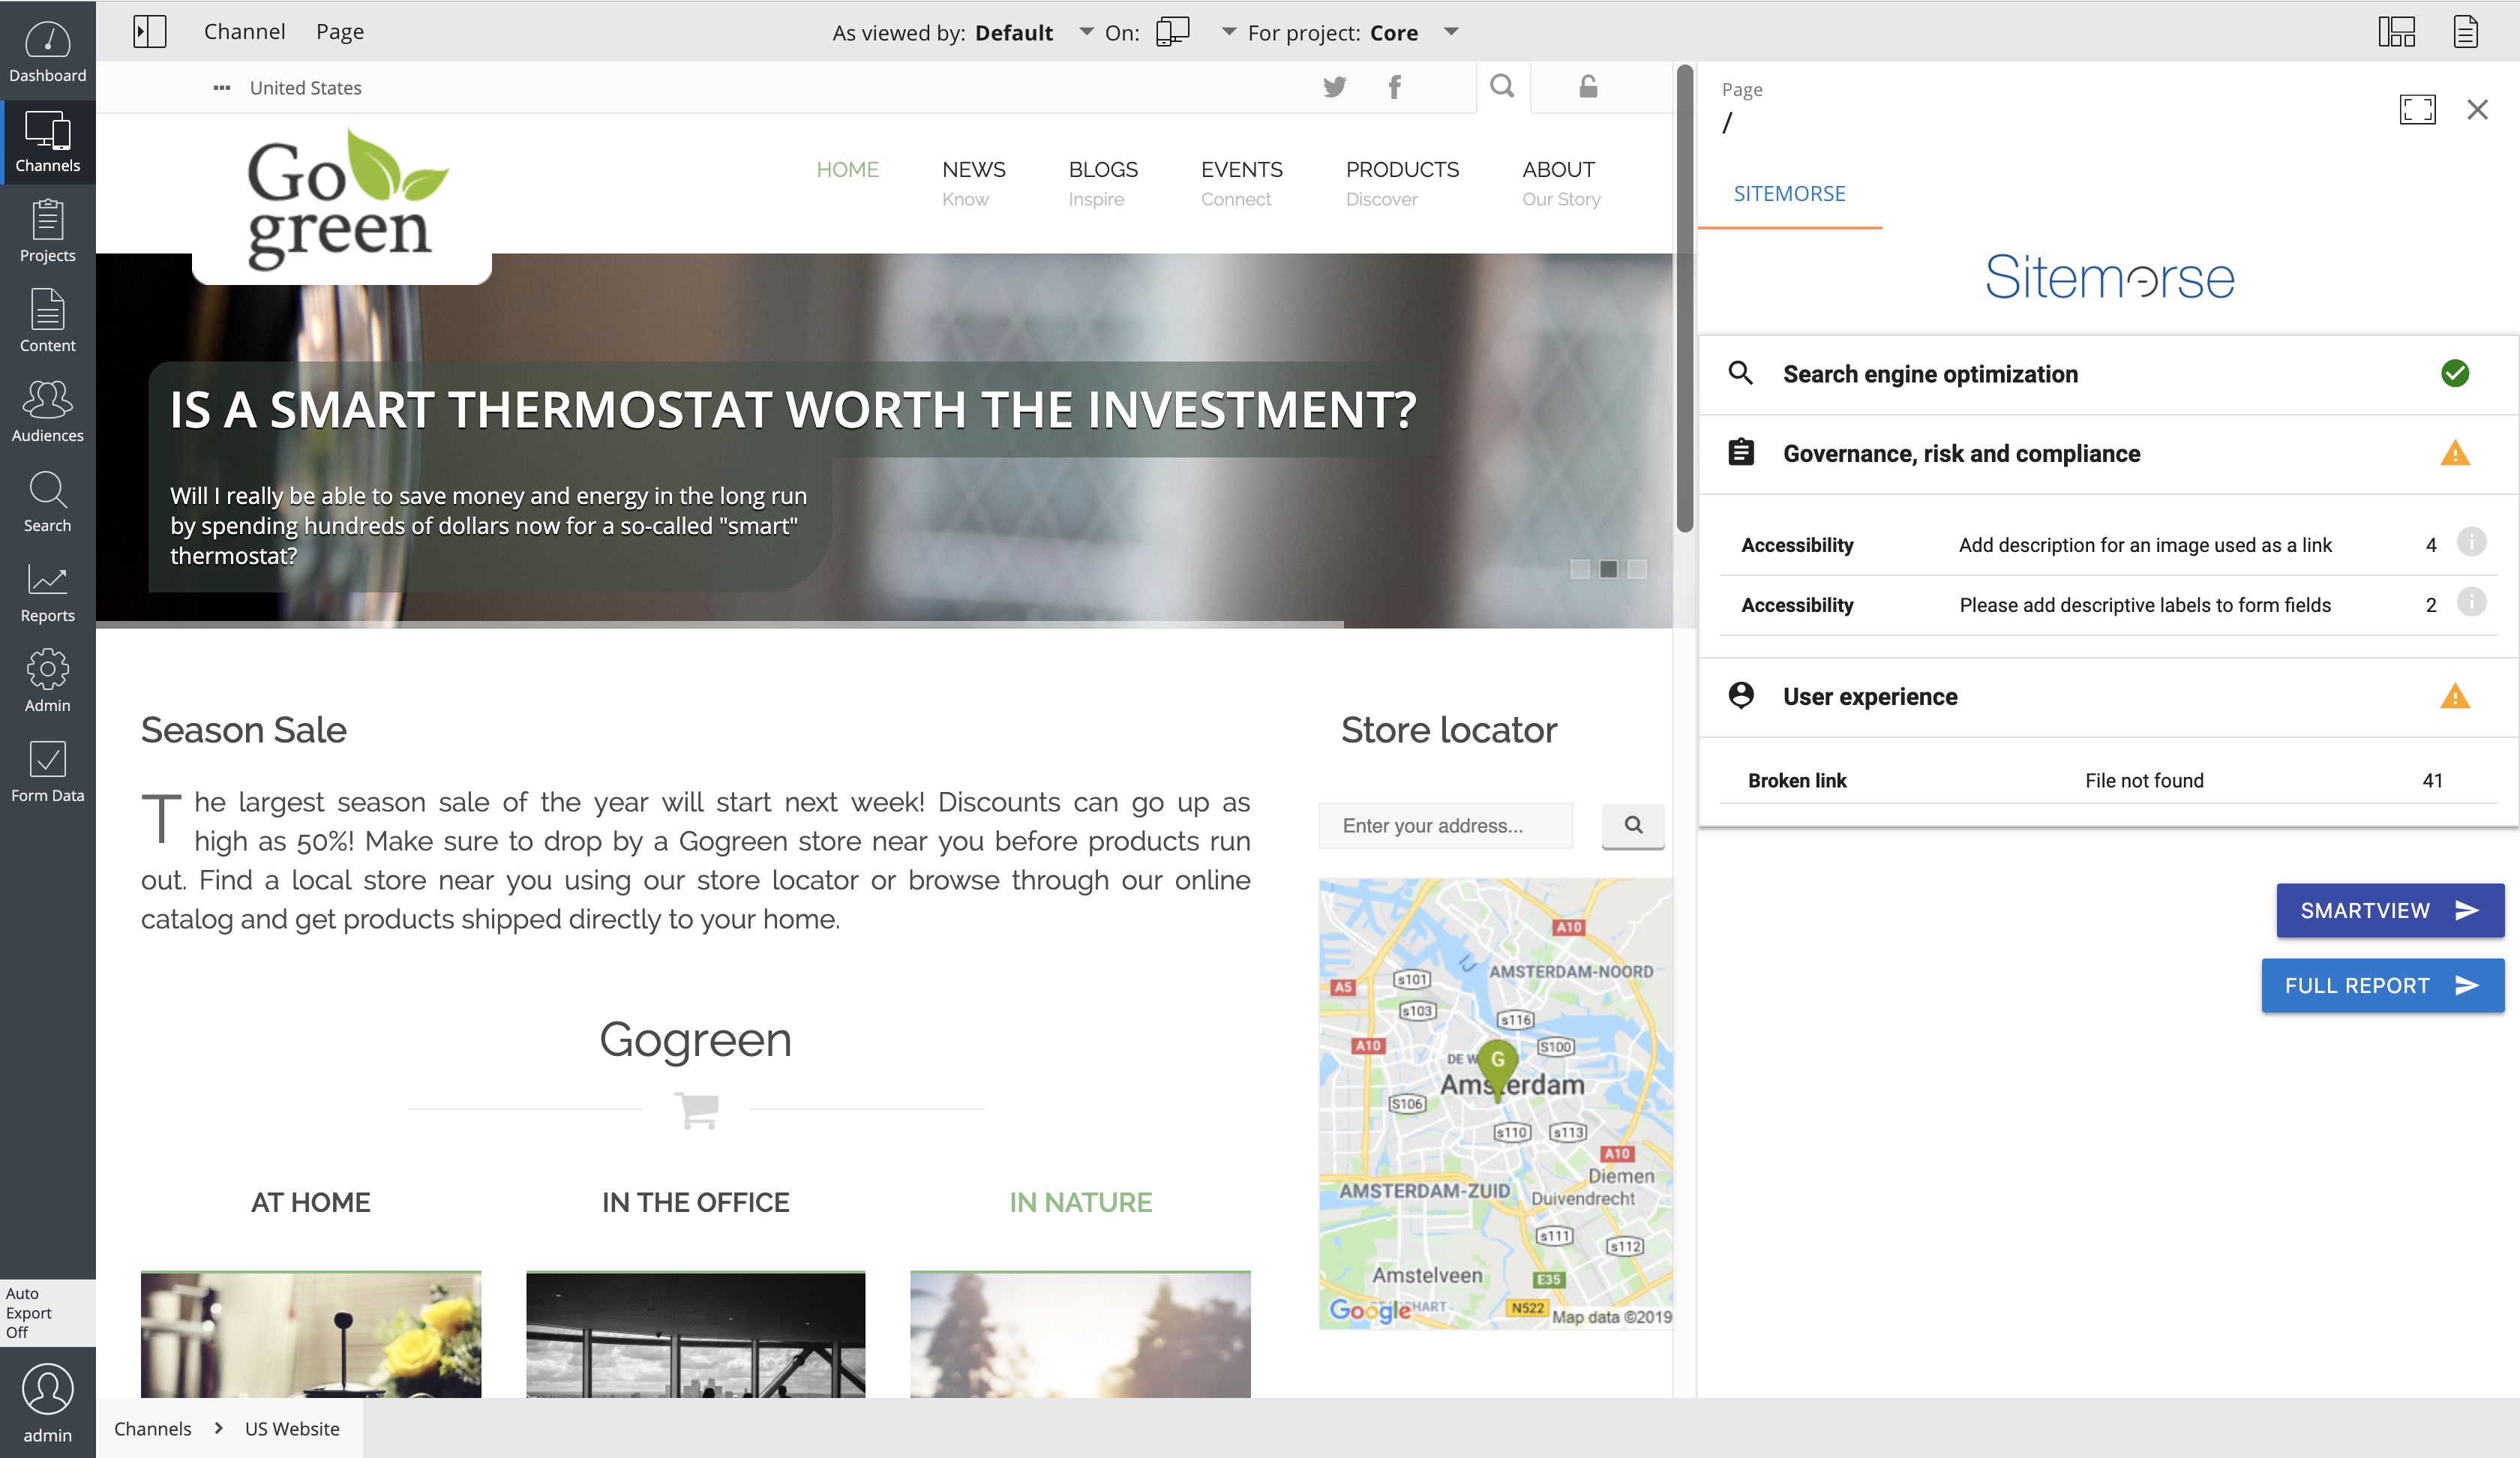 Dashboard
Channels
Projects
Content
Audiences
Search
Reports
Admin
Form Data
Auto
Export
Off
admin
Channel Page
As viewed by: Default On: For project: Core
United States
Go
green
HOME
NEWS
Know
BLOGS
Inspire
EVENTS
Connect
PRODUCTS
Discover
ABOUT
Our Story
IS A SMART THERMOSTAT WORTH THE INVESTMENT?
Will I really be able to save money and energy in the long run
by spending hundreds of dollars now for a so-called "smart"
thermostat?
Season Sale
The largest season sale of the year will start next week! Discounts can go up as
high as 50%! Make sure to drop by a Gogreen store near you before products run
out. Find a local store near you using our store locator or browse through our online
catalog and get products shipped directly to your home.
Gogreen
AT HOME
IN THE OFFICE
IN NATURE
Store locator
Enter your address...
A10
IJ
AMSTERDAM-NOORD
s101
A5
s103
s116
A10
S100
DE W
G
Amsterdam
S106
s110
s113
A10
Diemen
AMSTERDAM-ZUID
Duivendrecht
s111
s112
Amstelveen
E35
Google
HART
N522
Map data ©2019
Channels > US Website
Page
/
SITEMORSE
Sitemorse
Search engine optimization
Governance, risk and compliance
Accessibility Add description for an image used as a link 4
Accessibility Please add descriptive labels to form fields 2
User experience
Broken link File not found 41
SMARTVIEW
FULL REPORT